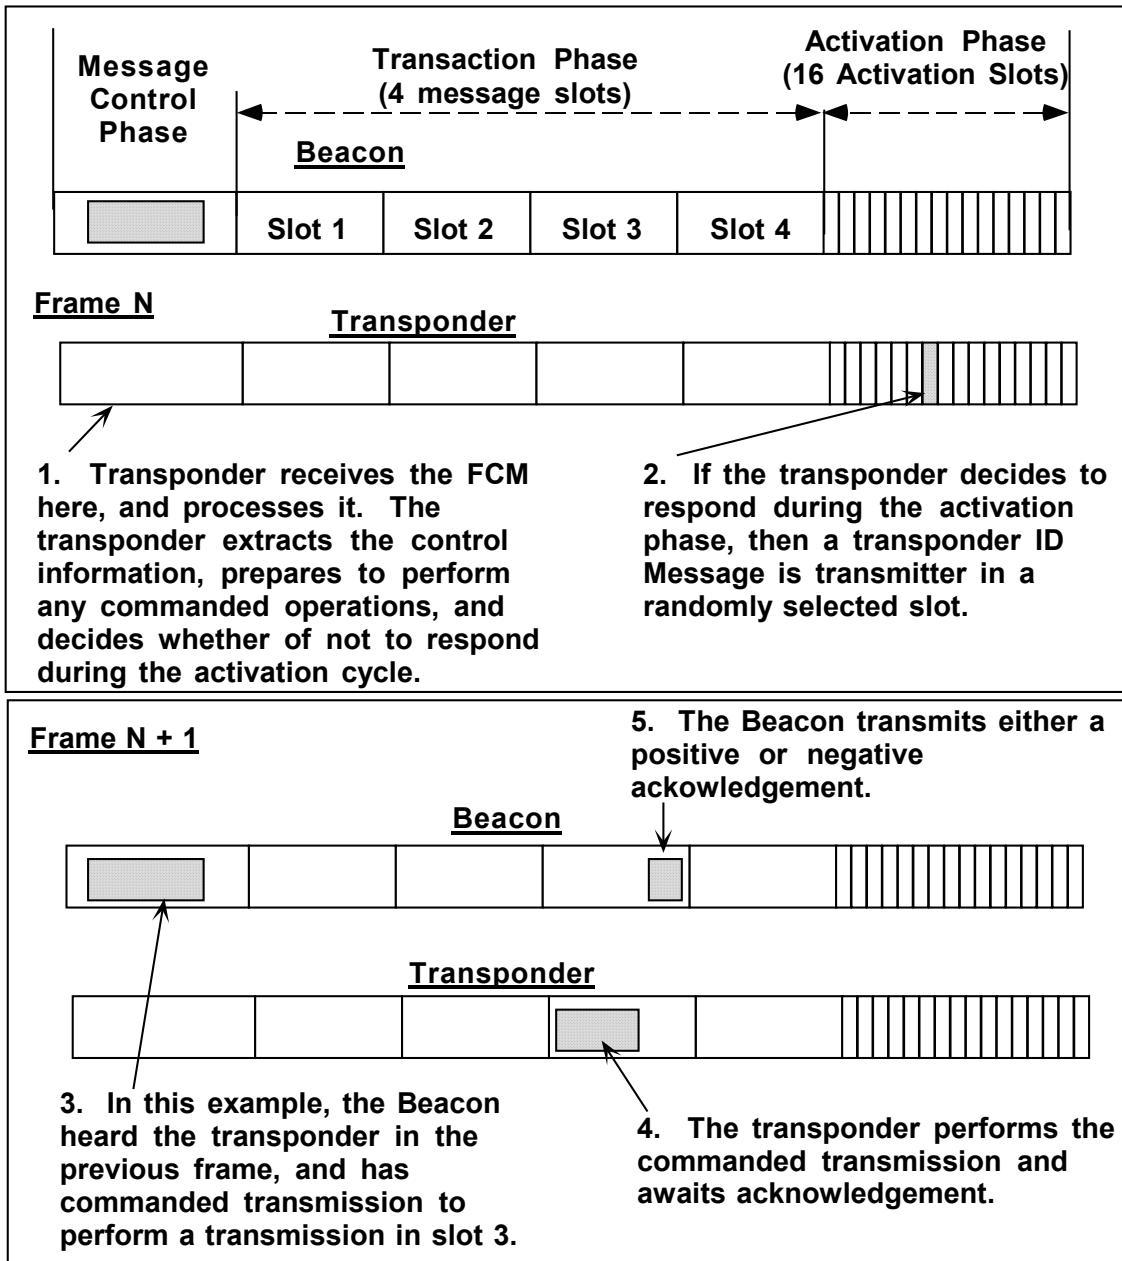 Message
Control
Phase
Transaction Phase
(4 message slots)
Activation Phase
(16 Activation Slots)
Beacon
Slot 1
Slot 2
Slot 3
Slot 4
Frame N
Transponder
1. Transponder receives the FCM
here, and processes it. The
transponder extracts the control
information, prepares to perform
any commanded operations, and
decides whether of not to respond
during the activation cycle.
2. If the transponder decides to
respond during the activation
phase, then a transponder ID
Message is transmitter in a
randomly selected slot.
Frame N + 1
5. The Beacon transmits either a
positive or negative
ackowledgement.
Beacon
Transponder
3. In this example, the Beacon
heard the transponder in the
previous frame, and has
commanded transmission to
perform a transmission in slot 3.
4. The transponder performs the
commanded transmission and
awaits acknowledgement.